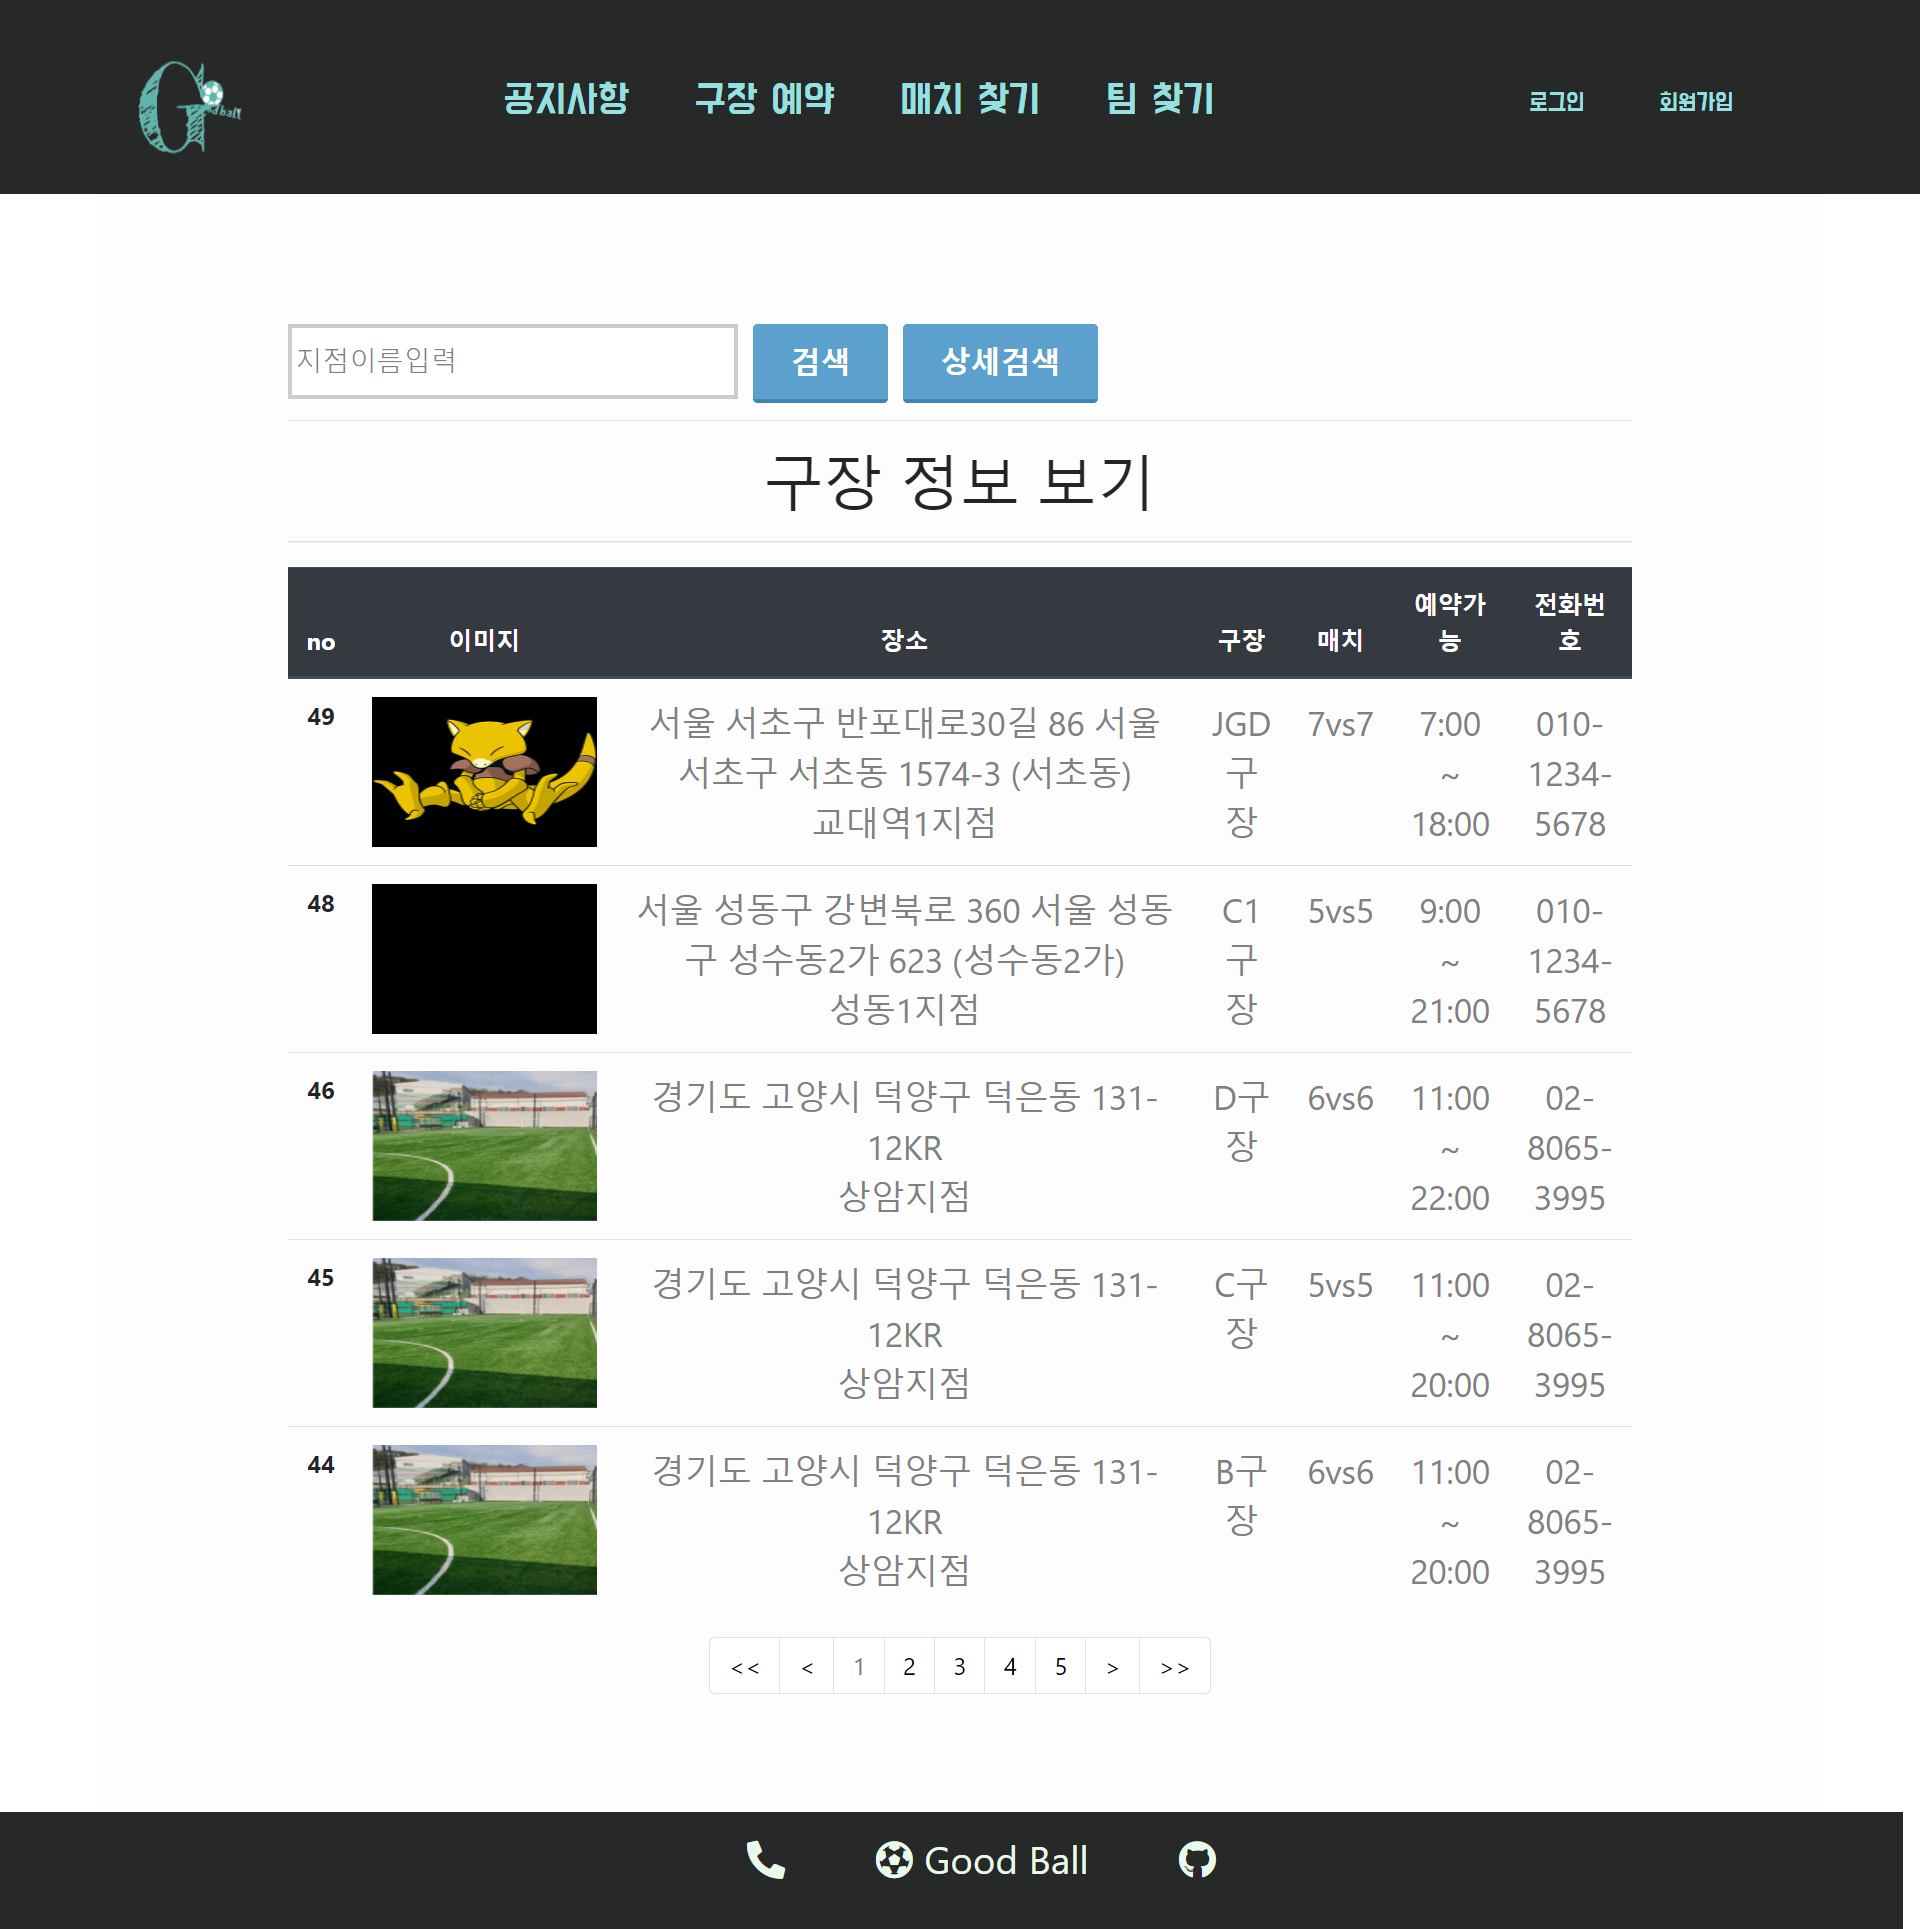 Goodball
공지사항 구장 예약 매치 찾기 팀 찾기 로그인 회원가입
지점이름입력 검색 상세검색
구장 정보 보기
no 이미지 장소 구장 매치 예약가능 전화번호
49 서울 서초구 반포대로30길 86 서울 JGD 7vs7 7:00 010-
서초구 서초동 1574-3 (서초동) 구 ~ 1234-
교대역1지점 장 18:00 5678
48 서울 성동구 강변북로 360 서울 성동 C1 5vs5 9:00 010-
구 성수동2가 623 (성수동2가) 구 ~ 1234-
성동1지점 장 21:00 5678
46 경기도 고양시 덕양구 덕은동 131- D구 6vs6 11:00 02-
12KR 장 ~ 8065-
상암지점 22:00 3995
45 경기도 고양시 덕양구 덕은동 131- C구 5vs5 11:00 02-
12KR 장 ~ 8065-
상암지점 20:00 3995
44 경기도 고양시 덕양구 덕은동 131- B구 6vs6 11:00 02-
12KR 장 ~ 8065-
상암지점 20:00 3995
<< < 1 2 3 4 5 > >>
Good Ball